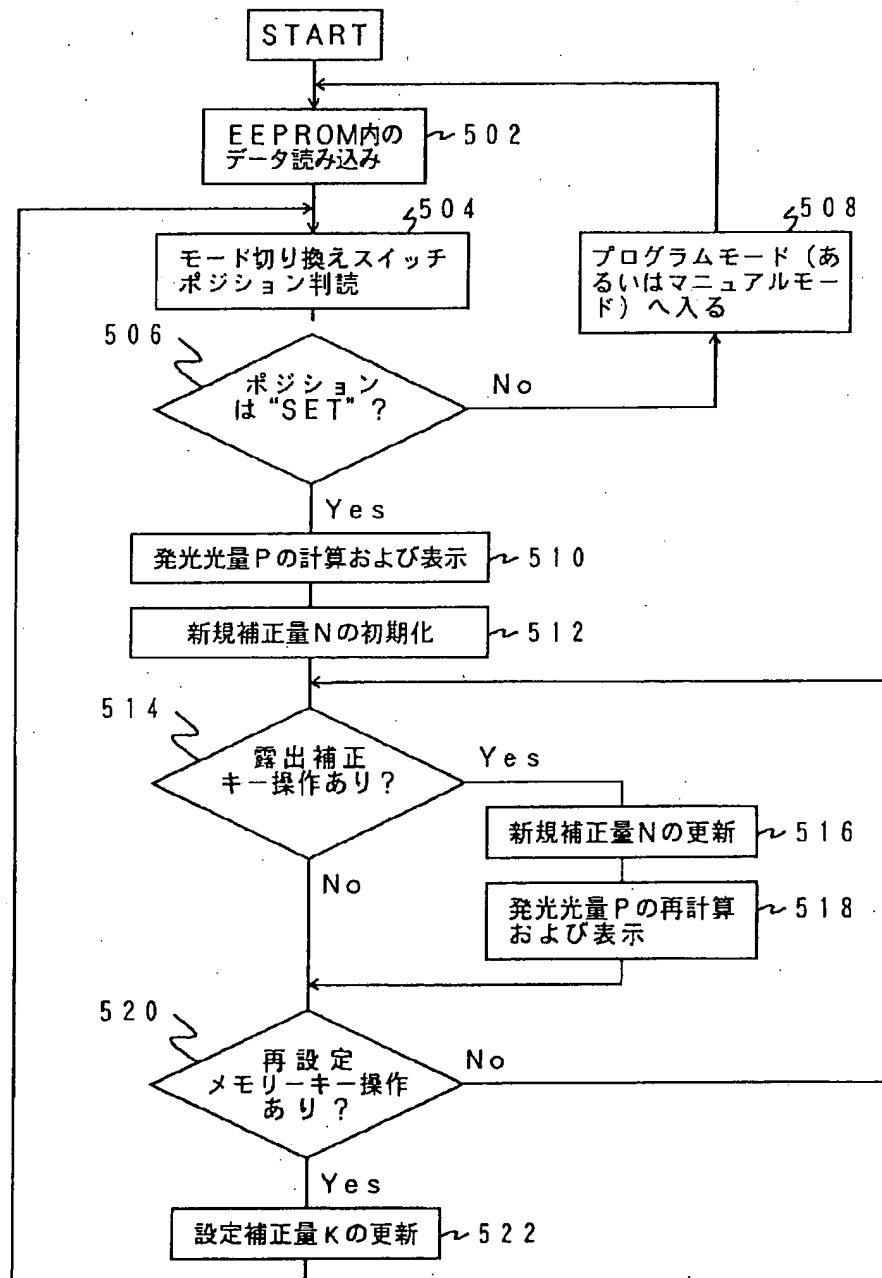 START
EEPROM内の
データ読み込み
502
504
モード切り換えスイッチ
ポジション判読
508
プログラムモード（あ
るいはマニュアルモー
ド）へ入る
506
ポジション
は“SET”？
No
Yes
発光光量Pの計算および表示
510
新規補正量Nの初期化
512
514
露出補正
キー操作あり？
Yes
新規補正量Nの更新
516
No
発光光量Pの再計算
および表示
518
520
再設定
メモリーキー操作
あり？
No
Yes
設定補正量Kの更新
522